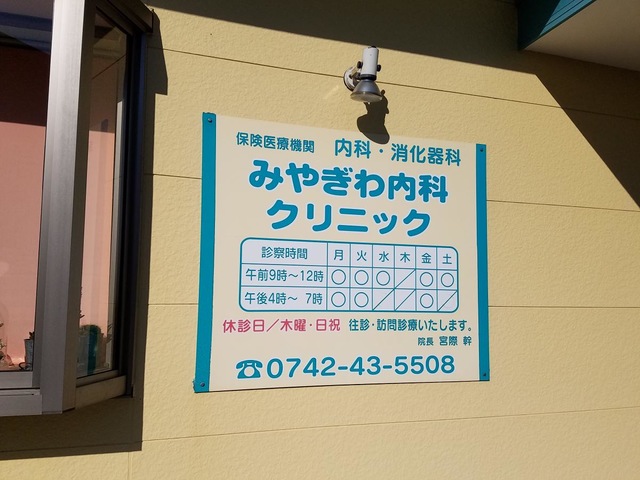 保険医療機関 内科・消化器科
みやぎわ内科
クリニック
診察時間 月 火 水 木 金 土
午前9時〜12時 ○ ○ ○ ／ ○ ○
午後4時〜 7時 ○ ○ ／ ／ ○ ／
休診日／木曜・日祝 往診・訪問診療いたします。
院長 宮際 幹
☎0742-43-5508